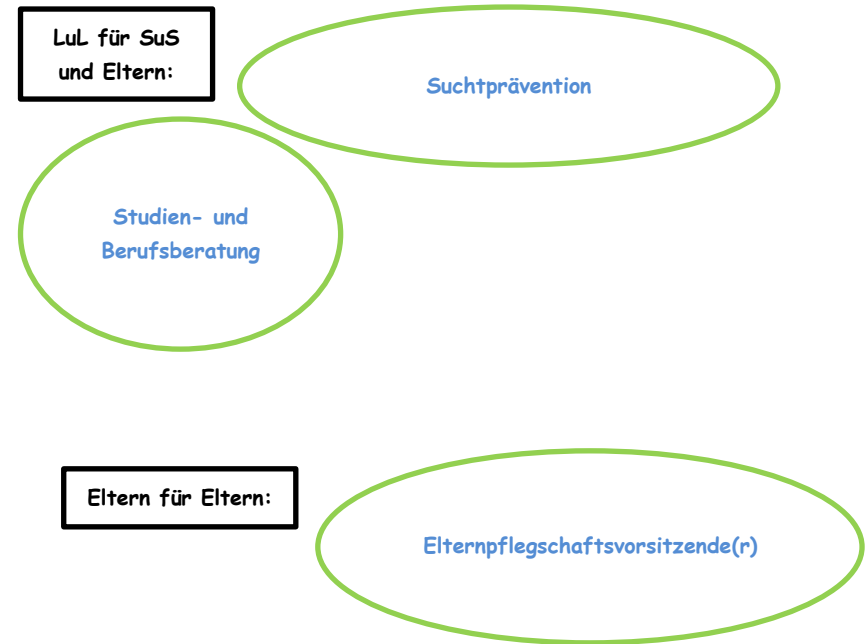 LuL für SuS
und Eltern:
Suchtprävention
Studien- und
Berufsberatung
Eltern für Eltern:
Elternpflegschaftsvorsitzende(r)